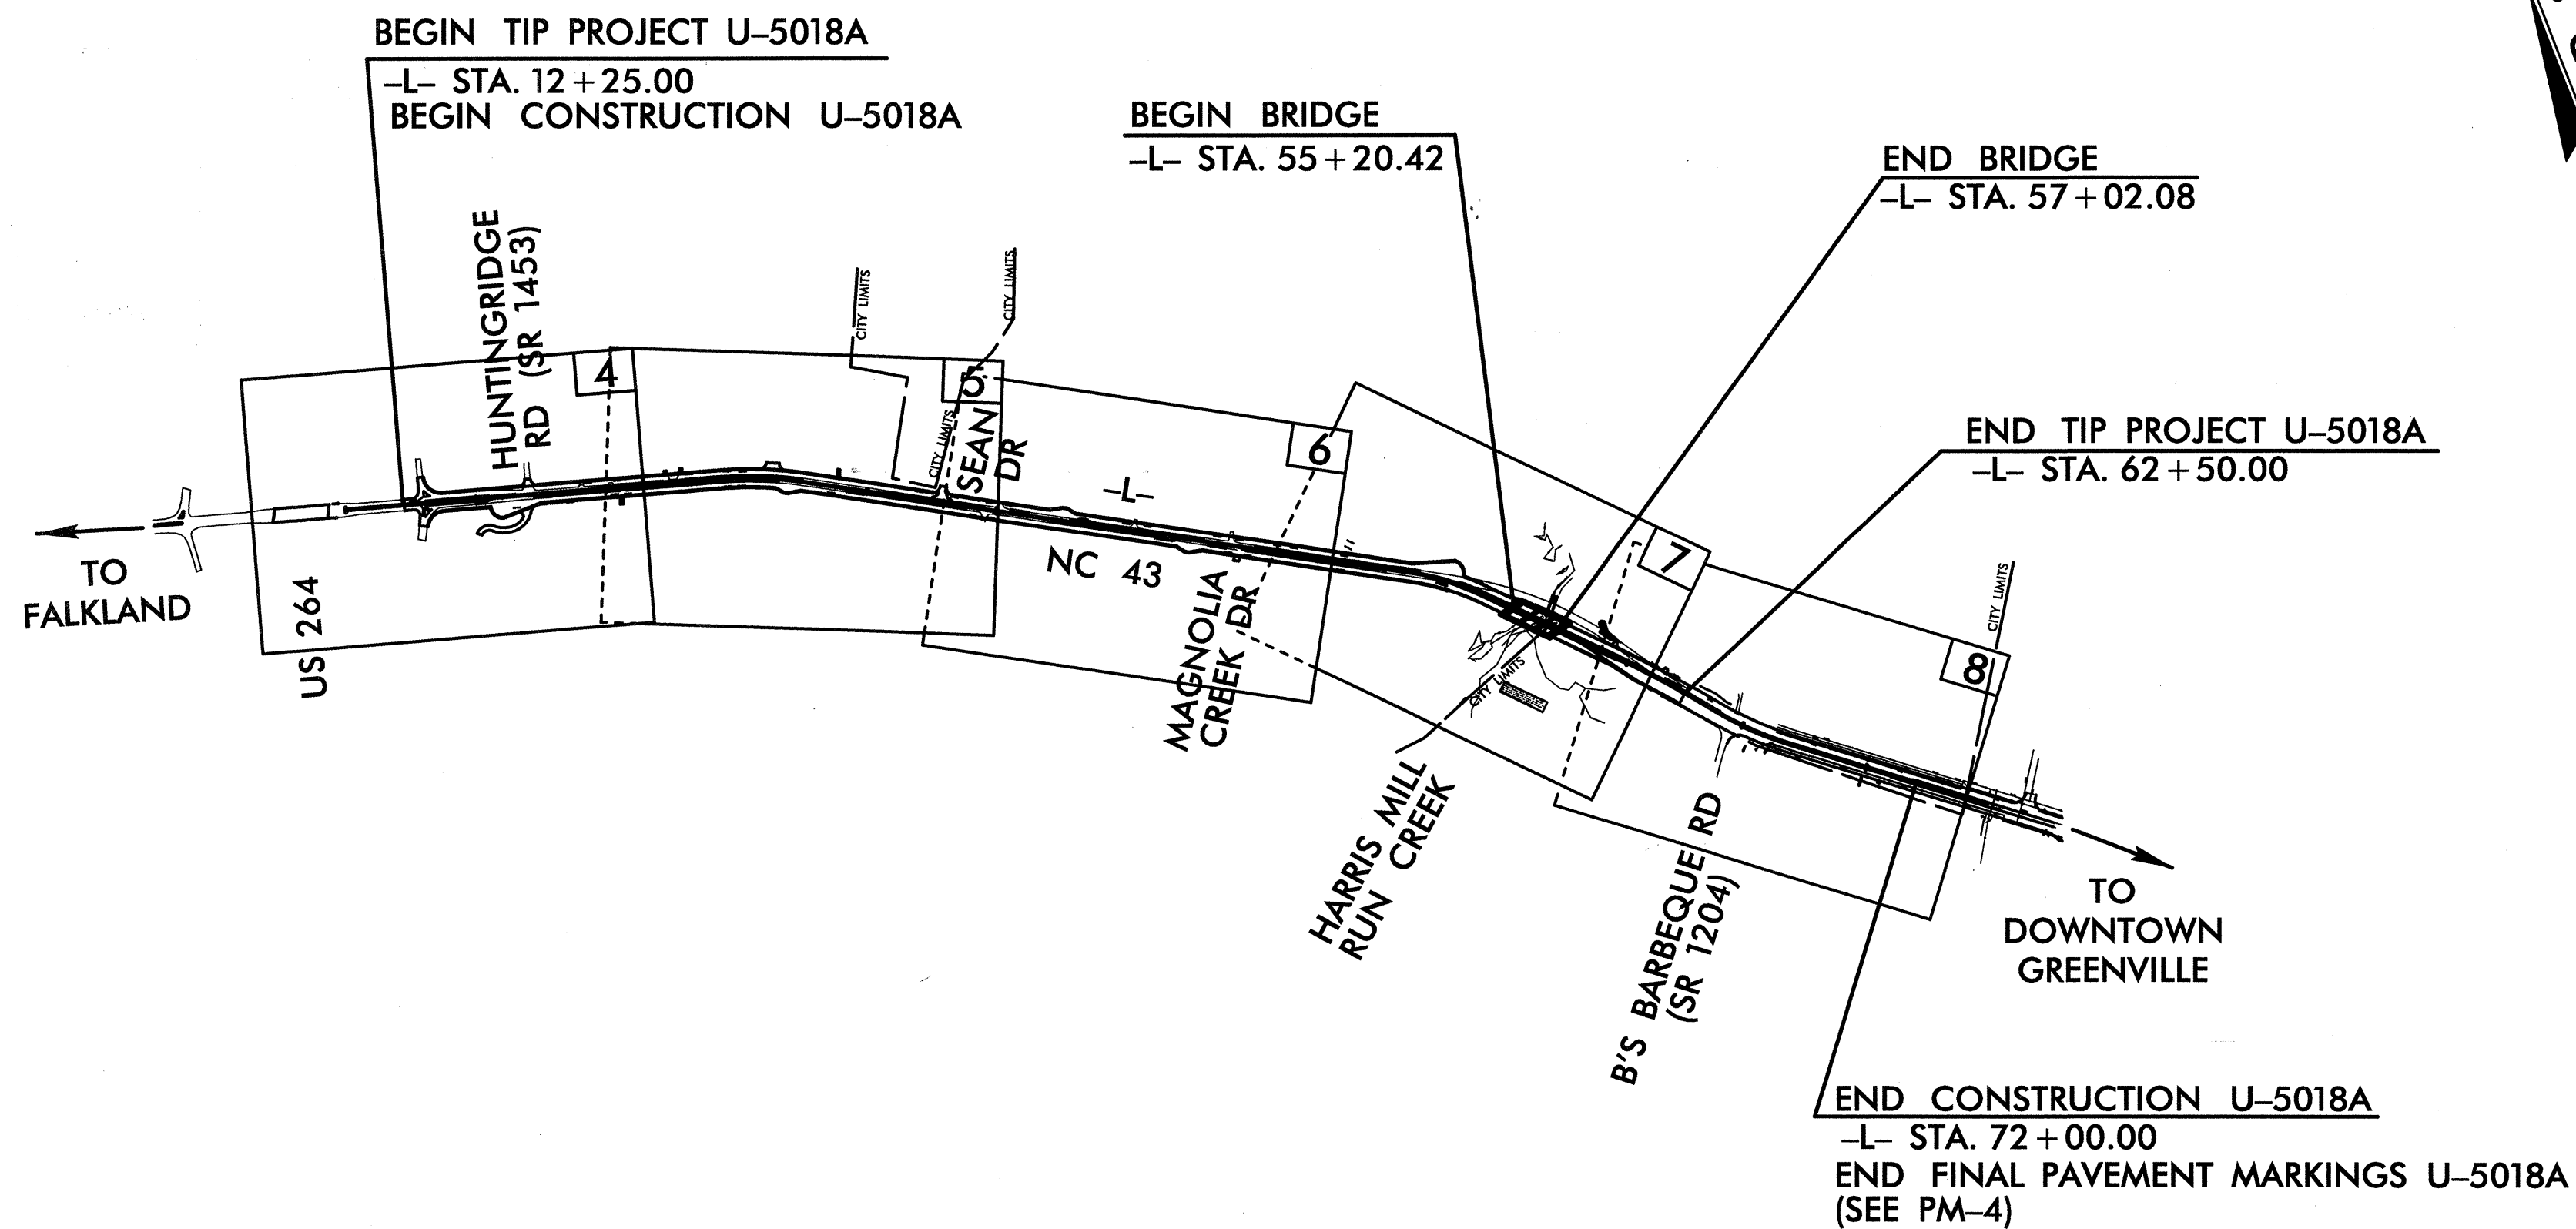 BEGIN TIP PROJECT U–5018A
–L– STA. 12+25.00
BEGIN CONSTRUCTION U–5018A
BEGIN BRIDGE
–L– STA. 55+20.42
END BRIDGE
–L– STA. 57+02.08
HUNTINGRIDGE
RD (SR 1453)
CITY LIMITS
CITY LIMITS
4
5
CITY LIMITS
SEAN
DR
6
END TIP PROJECT U–5018A
–L– STA. 62+50.00
–L–
NC 43
7
8
CITY LIMITS
TO
FALKLAND
US 264
MAGNOLIA
CREEK DR
CITY LIMITS
HARRIS MILL
RUN CREEK
B'S BARBEQUE RD
(SR 1204)
TO
DOWNTOWN
GREENVILLE
END CONSTRUCTION U–5018A
–L– STA. 72+00.00
END FINAL PAVEMENT MARKINGS U–5018A
(SEE PM–4)